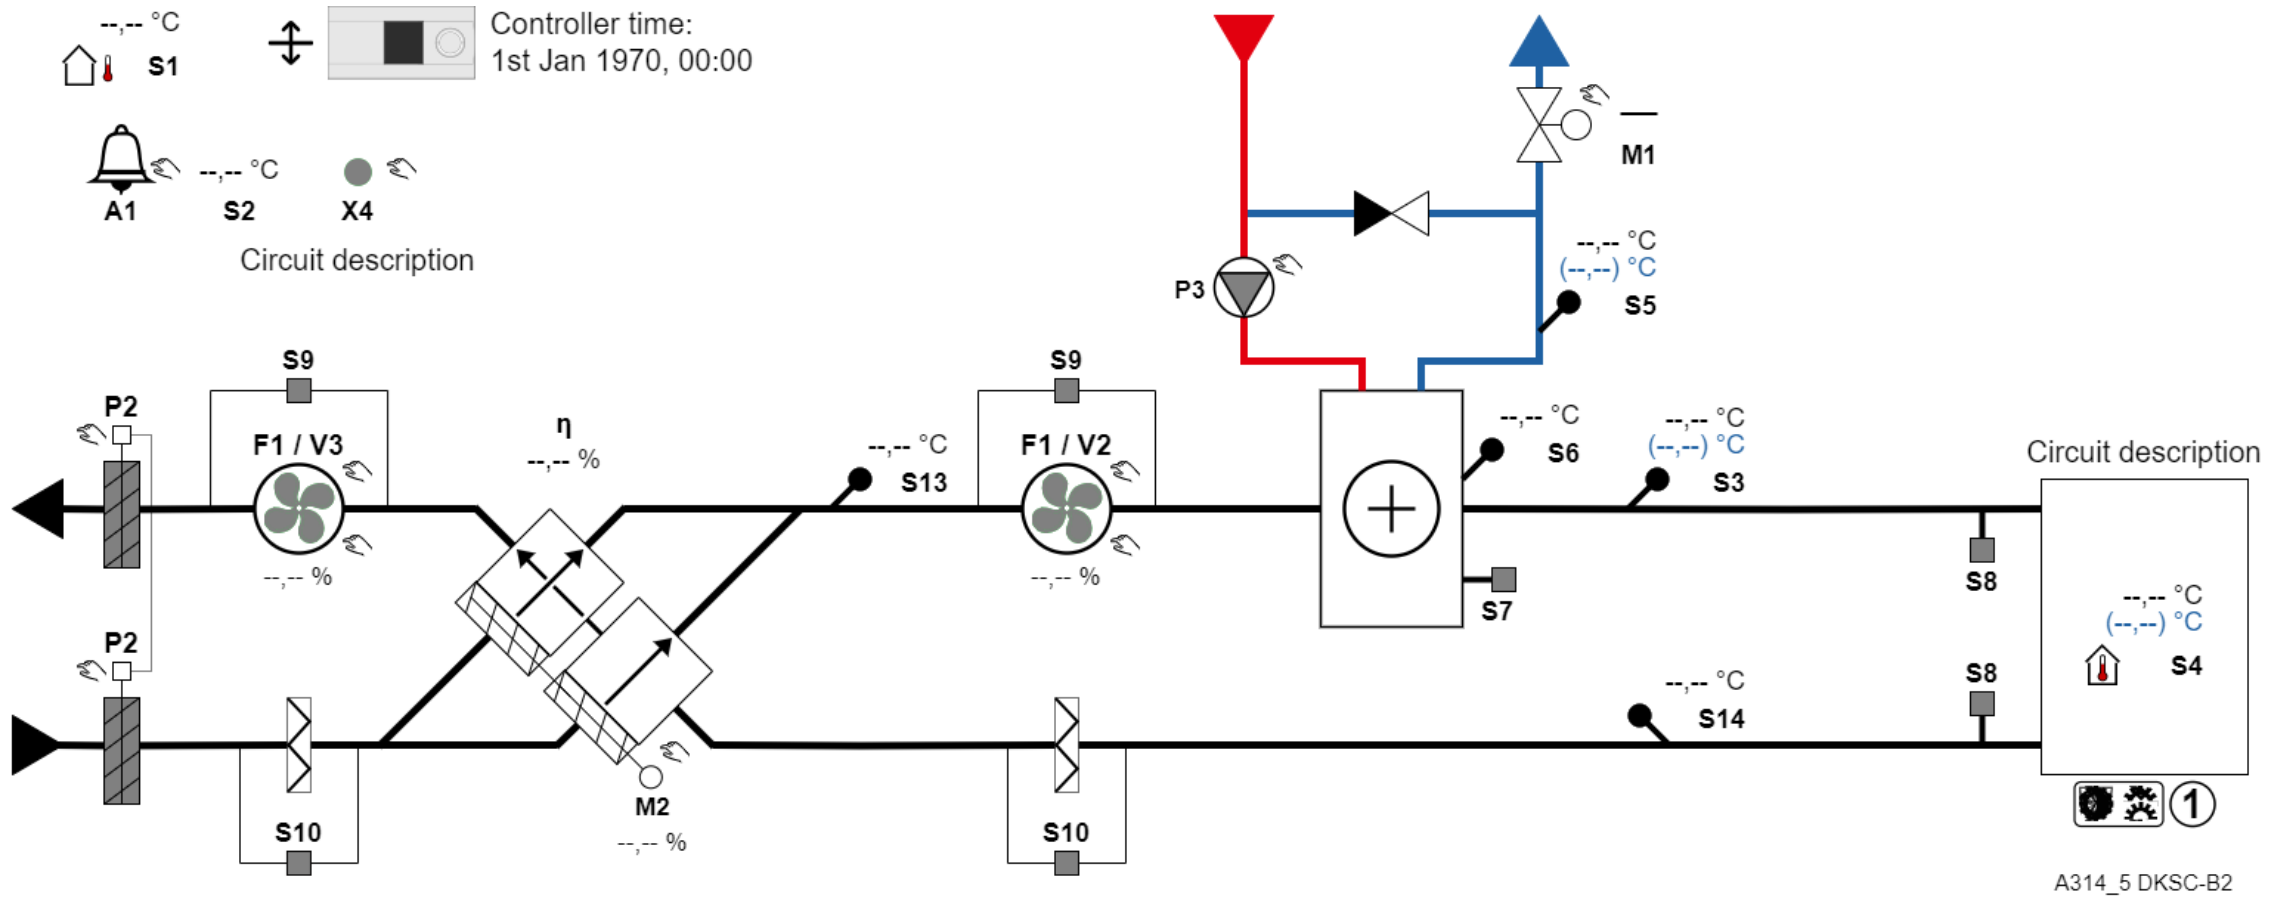 --,-- °C
S1
Controller time:
1st Jan 1970, 00:00
A1
--,-- °C
S2
X4
Circuit description
M1
--,-- °C
(--,--) °C
S5
P3
S9
P2
F1 / V3
--,-- %
η
--,-- %
--,-- °C
S13
S9
F1 / V2
--,-- %
--,-- °C
S6
--,-- °C
(--,--) °C
S3
S7
Circuit description
S8
--,-- °C
(--,--) °C
S4
P2
S10
M2
--,-- %
S10
--,-- °C
S14
S8
1
A314_5 DKSC-B2